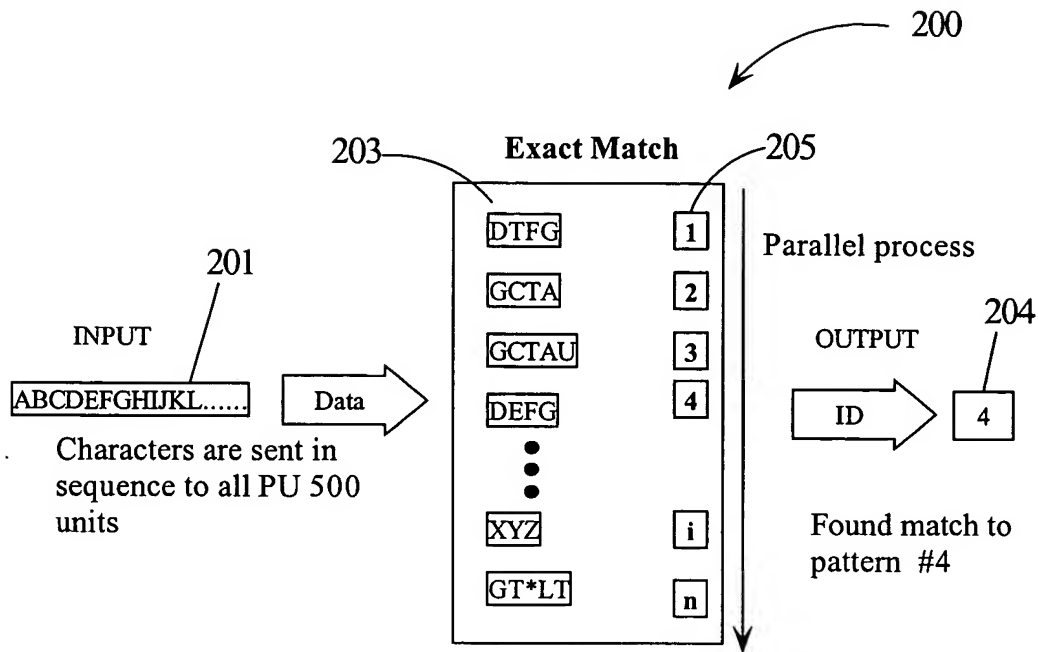 200
203
Exact Match
205
DTFG
1
Parallel process
201
GCTA
2
204
INPUT
GCTAU
3
OUTPUT
ABCDEFGHIJKL......
Data
DEFG
4
ID
4
Characters are sent in
sequence to all PU 500
units
XYZ
i
Found match to
pattern #4
GT*LT
n